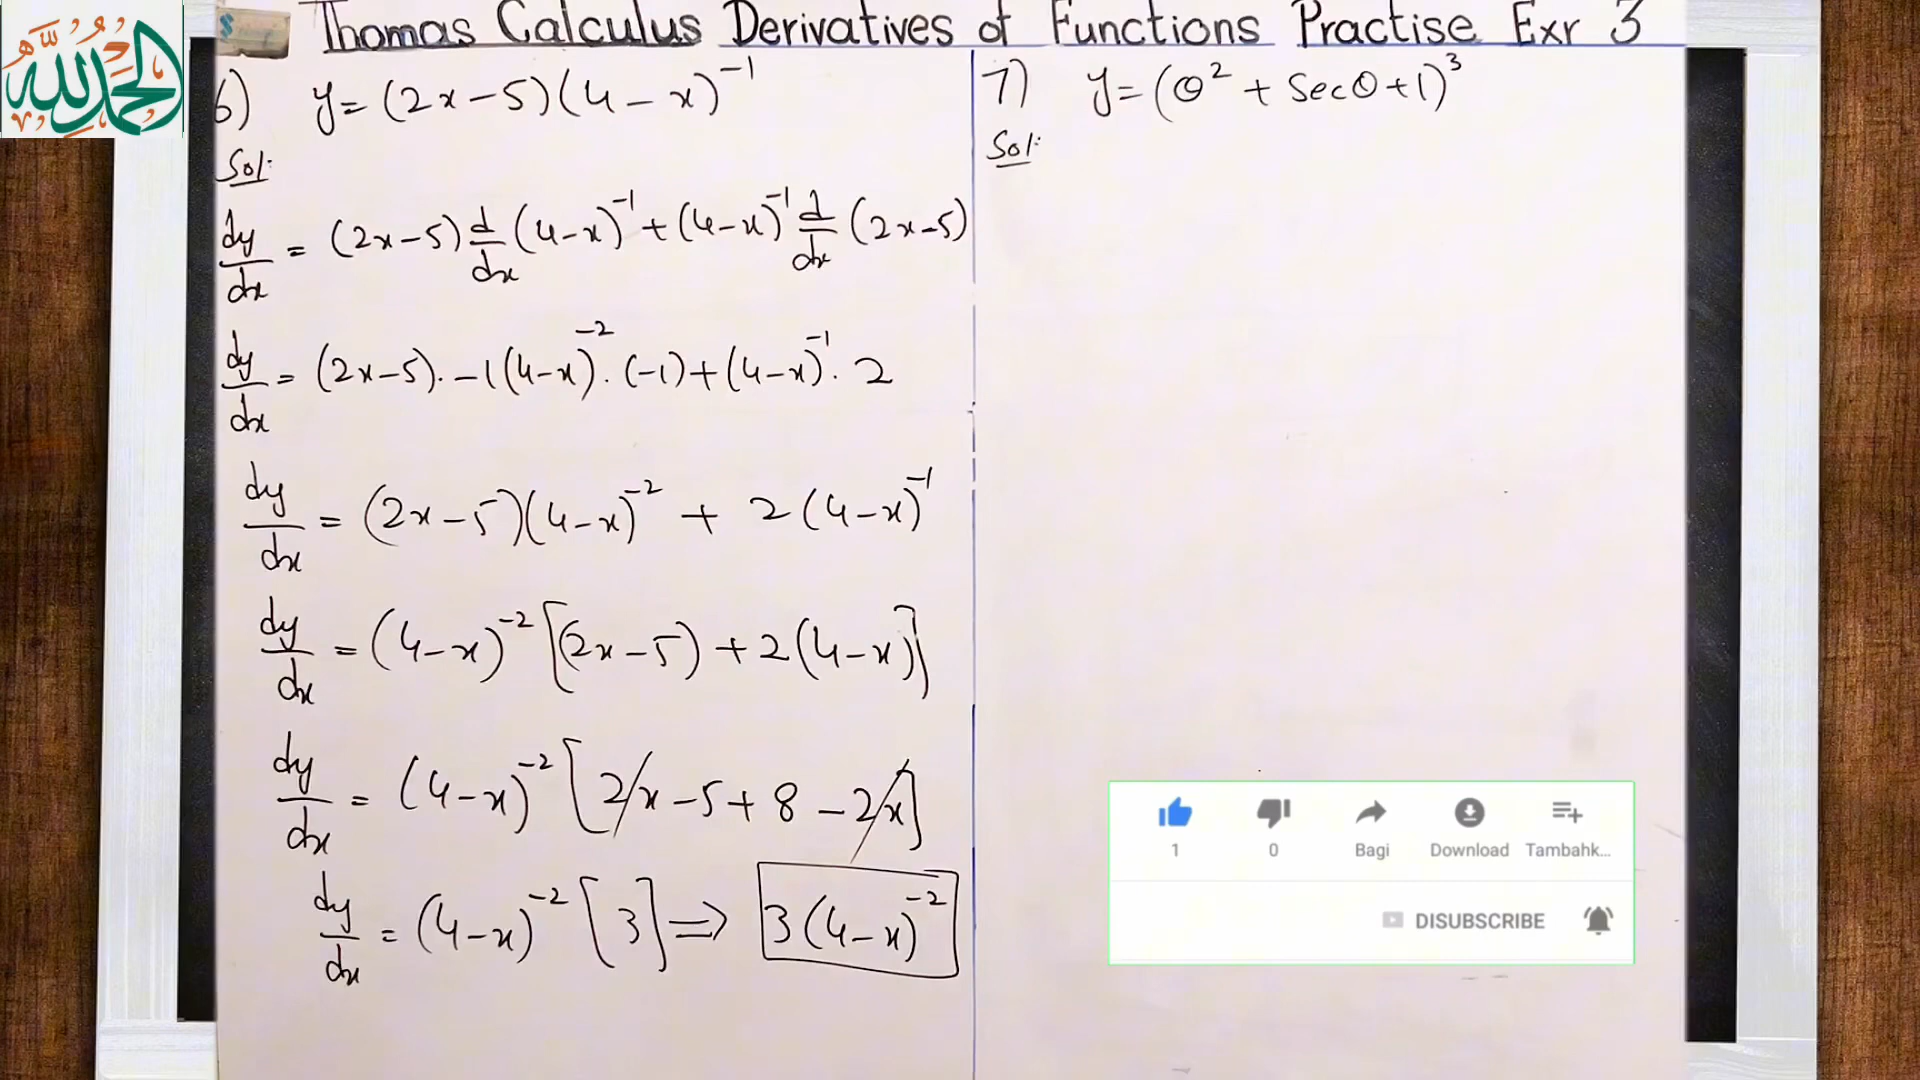 الحمد لله
Thomas Calculus Derivatives of Functions Practise Exr 3
6) y = (2x-5)(4-x)^-1
Sol:
dy/dx = (2x-5) d/dx (4-x)^-1 + (4-x)^-1 d/dx (2x-5)
dy/dx = (2x-5).-1(4-x)^-2.(-1)+(4-x)^-1.2
dy/dx = (2x-5)(4-x)^-2 + 2(4-x)^-1
dy/dx = (4-x)^-2 [(2x-5)+2(4-x)]
dy/dx = (4-x)^-2 [2x-5+8-2x]
dy/dx = (4-x)^-2 [3] ⇒ 3(4-x)^-2
7) y = (θ² + Secθ+1)³
Sol:
1 0 Bagi Download Tambahk...
DISUBSCRIBE